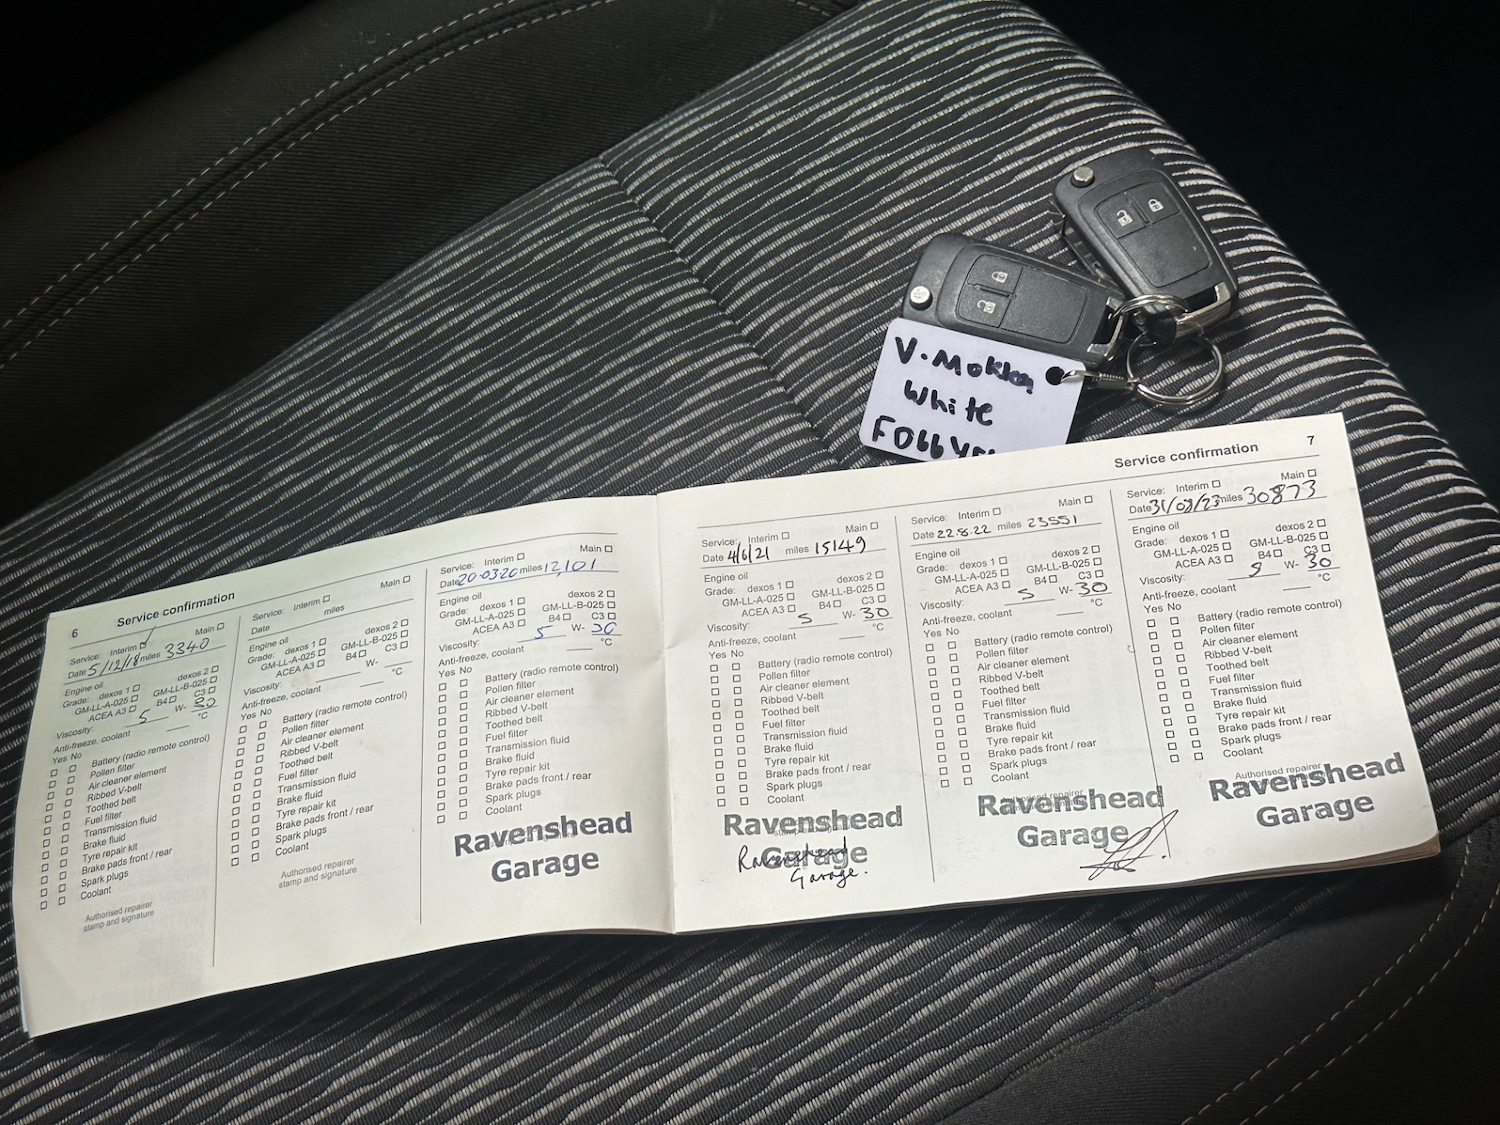 V. Mokka
White
FD66Y
6 Service confirmation
Service: Interim ☑ Main ☐
Date 5/12/18 miles 3340
Engine oil
Grade: dexos 1 ☐ dexos 2 ☐
GM-LL-A-025 ☐ GM-LL-B-025 ☐
ACEA A3 ☐ B4 ☐ C3 ☐
Viscosity: 5 W- 30
Anti-freeze, coolant °C
Yes No
☐ ☐ Battery (radio remote control)
☐ ☐ Pollen filter
☐ ☐ Air cleaner element
☐ ☐ Ribbed V-belt
☐ ☐ Toothed belt
☐ ☐ Fuel filter
☐ ☐ Transmission fluid
☐ ☐ Brake fluid
☐ ☐ Tyre repair kit
☐ ☐ Brake pads front / rear
☐ ☐ Spark plugs
☐ ☐ Coolant
Authorised repairer
stamp and signature
Service: Interim ☐ Main ☐
Date miles
Engine oil
Grade: dexos 1 ☐ dexos 2 ☐
GM-LL-A-025 ☐ GM-LL-B-025 ☐
ACEA A3 ☐ B4 ☐ C3 ☐
Viscosity: W-
Anti-freeze, coolant °C
Yes No
☐ ☐ Battery (radio remote control)
☐ ☐ Pollen filter
☐ ☐ Air cleaner element
☐ ☐ Ribbed V-belt
☐ ☐ Toothed belt
☐ ☐ Fuel filter
☐ ☐ Transmission fluid
☐ ☐ Brake fluid
☐ ☐ Tyre repair kit
☐ ☐ Brake pads front / rear
☐ ☐ Spark plugs
☐ ☐ Coolant
Authorised repairer
stamp and signature
Service: Interim ☐ Main ☐
Date 20-03-20 miles 12,101
Engine oil
Grade: dexos 1 ☐ dexos 2 ☐
GM-LL-A-025 ☐ GM-LL-B-025 ☐
ACEA A3 ☐ B4 ☐ C3 ☐
Viscosity: 5 W- 30
Anti-freeze, coolant °C
Yes No
☐ ☐ Battery (radio remote control)
☐ ☐ Pollen filter
☐ ☐ Air cleaner element
☐ ☐ Ribbed V-belt
☐ ☐ Toothed belt
☐ ☐ Fuel filter
☐ ☐ Transmission fluid
☐ ☐ Brake fluid
☐ ☐ Tyre repair kit
☐ ☐ Brake pads front / rear
☐ ☐ Spark plugs
☐ ☐ Coolant
Ravenshead
Garage
Service confirmation 7
Service: Interim ☐ Main ☐
Date 4/6/21 miles 15149
Engine oil
Grade: dexos 1 ☐ dexos 2 ☐
GM-LL-A-025 ☐ GM-LL-B-025 ☐
ACEA A3 ☐ B4 ☐ C3 ☐
Viscosity: 5 W- 30
Anti-freeze, coolant °C
Yes No
☐ ☐ Battery (radio remote control)
☐ ☐ Pollen filter
☐ ☐ Air cleaner element
☐ ☐ Ribbed V-belt
☐ ☐ Toothed belt
☐ ☐ Fuel filter
☐ ☐ Transmission fluid
☐ ☐ Brake fluid
☐ ☐ Tyre repair kit
☐ ☐ Brake pads front / rear
☐ ☐ Spark plugs
☐ ☐ Coolant
Ravenshead
Garage
Ravenshead
Garage.
Service: Interim ☐ Main ☐
Date 22.8.22 miles 23551
Engine oil
Grade: dexos 1 ☐ dexos 2 ☐
GM-LL-A-025 ☐ GM-LL-B-025 ☐
ACEA A3 ☐ B4 ☐ C3 ☐
Viscosity: 5 W- 30
Anti-freeze, coolant °C
Yes No
☐ ☐ Battery (radio remote control)
☐ ☐ Pollen filter
☐ ☐ Air cleaner element
☐ ☐ Ribbed V-belt
☐ ☐ Toothed belt
☐ ☐ Fuel filter
☐ ☐ Transmission fluid
☐ ☐ Brake fluid
☐ ☐ Tyre repair kit
☐ ☐ Brake pads front / rear
☐ ☐ Spark plugs
☐ ☐ Coolant
Ravenshead
Garage
Service: Interim ☐ Main ☐
Date 31/08/23 miles 30873
Engine oil
Grade: dexos 1 ☐ dexos 2 ☐
GM-LL-A-025 ☐ GM-LL-B-025 ☐
ACEA A3 ☐ B4 ☐ C3 ☐
Viscosity: 5 W- 30
Anti-freeze, coolant °C
Yes No
☐ ☐ Battery (radio remote control)
☐ ☐ Pollen filter
☐ ☐ Air cleaner element
☐ ☐ Ribbed V-belt
☐ ☐ Toothed belt
☐ ☐ Fuel filter
☐ ☐ Transmission fluid
☐ ☐ Brake fluid
☐ ☐ Tyre repair kit
☐ ☐ Brake pads front / rear
☐ ☐ Spark plugs
☐ ☐ Coolant
Authorised repairer
Ravenshead
Garage